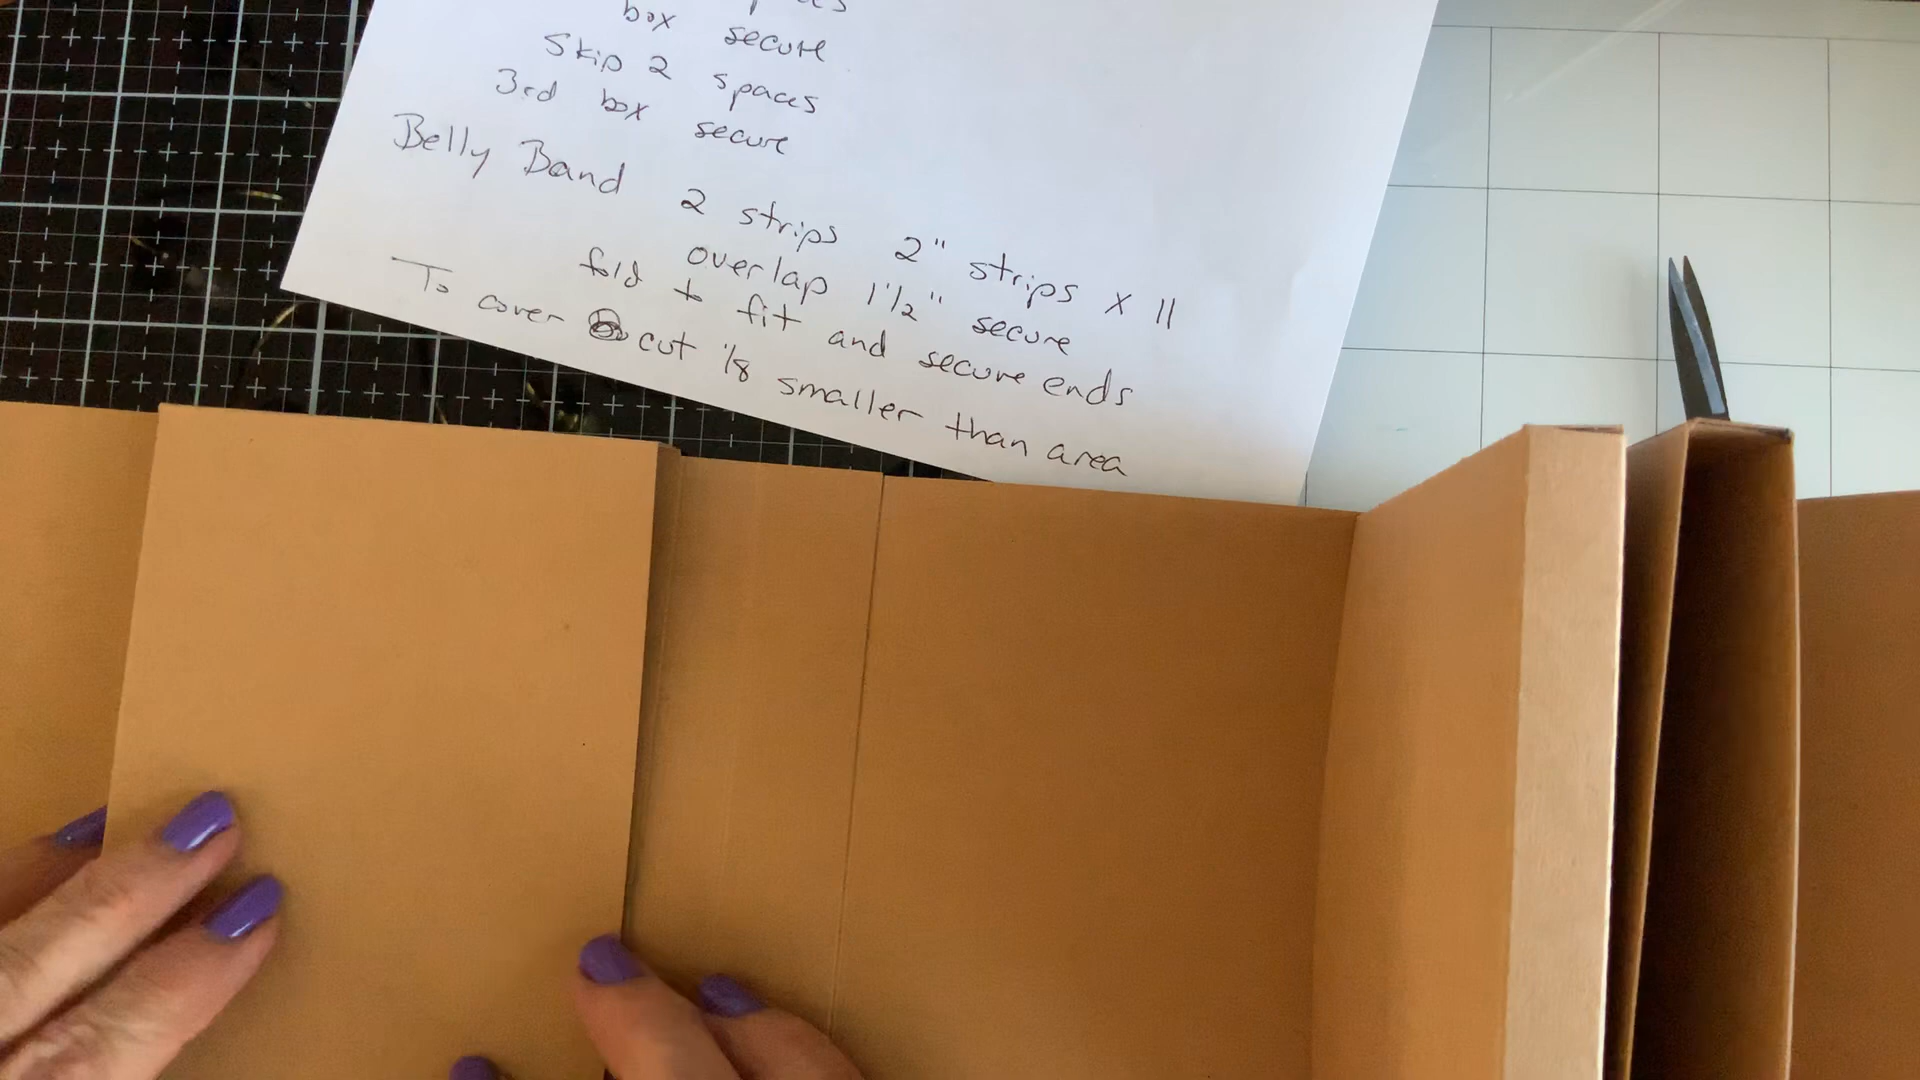 box secure
Skip 2 spaces
3rd box secure
Belly Band 2 strips 2" strips X 11
overlap 1 1/2" secure
fold to fit and secure ends
To cover cut 1/8 smaller than area